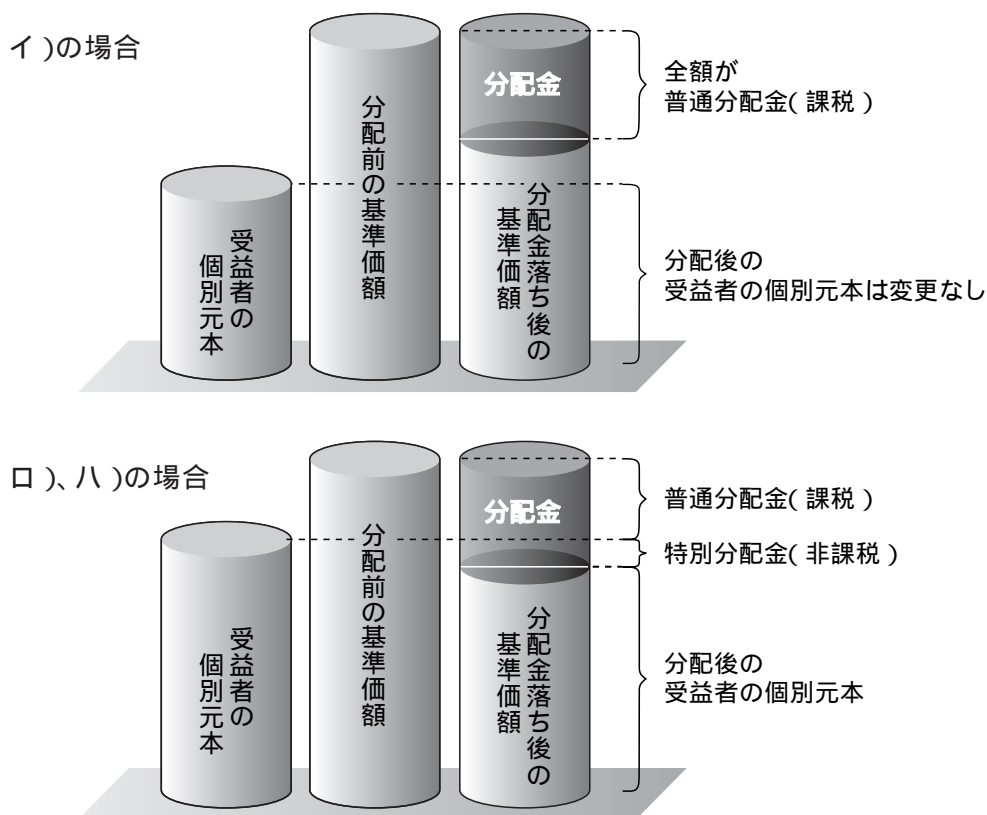 イ)の場合
受益者の
個別元本
分配前の基準価額
分配金
分配金落ち後の
基準価額
全額が
普通分配金(課税)
分配後の
受益者の個別元本は変更なし
ロ)、ハ)の場合
受益者の
個別元本
分配前の基準価額
分配金
分配金落ち後の
基準価額
普通分配金(課税)
特別分配金(非課税)
分配後の
受益者の個別元本